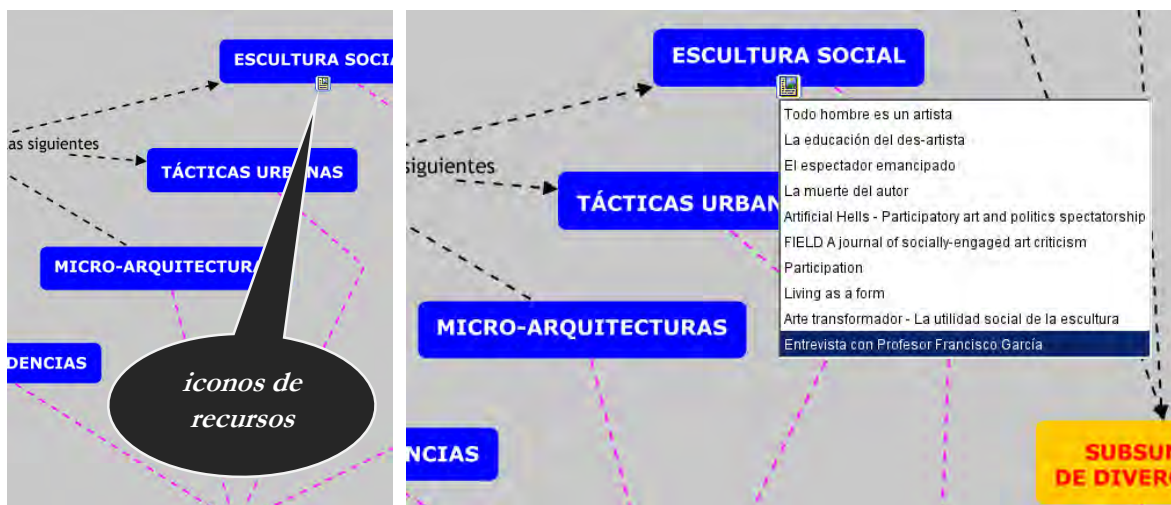 ESCULTURA SOCIA
as siguientes
TÁCTICAS URB NAS
MICRO-ARQUITECTURA
DENCIAS
iconos de
recursos
ESCULTURA SOCIAL
siguientes
TÁCTICAS URBAN
MICRO-ARQUITECTURAS
NCIAS
Todo hombre es un artista
La educación del des-artista
El espectador emancipado
La muerte del autor
Artificial Hells - Participatory art and politics spectatorship
FIELD A journal of socially-engaged art criticism
Participation
Living as a form
Arte transformador - La utilidad social de la escultura
Entrevista con Profesor Francisco García
SUBSUN
DE DIVERG